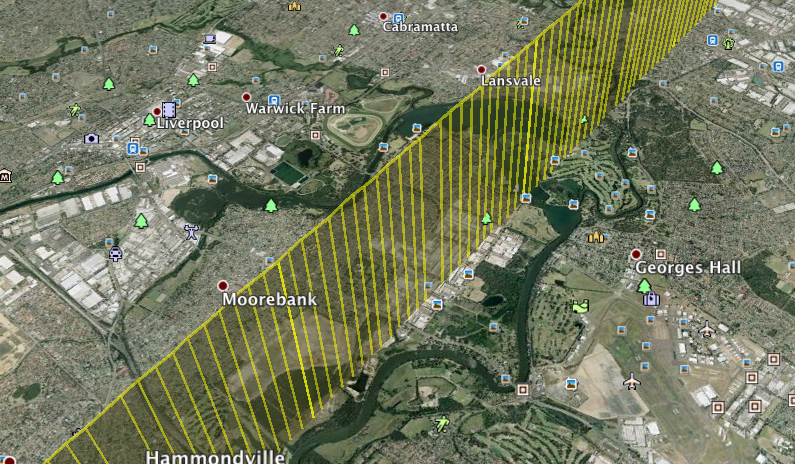 Cabramatta
Lansvale
Warwick Farm
Liverpool
Georges Hall
Moorebank
Hammondville